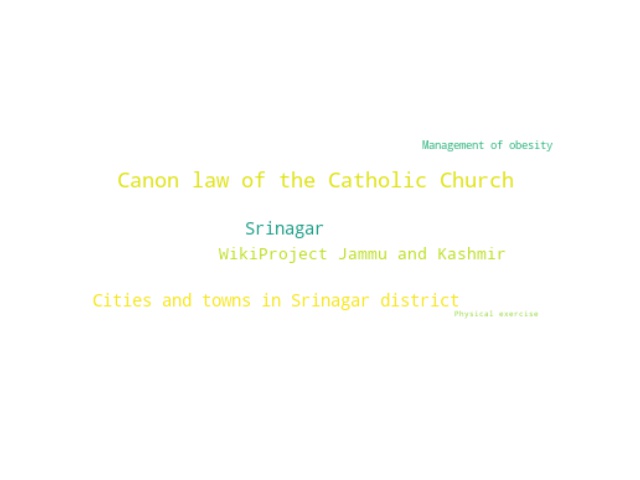 Management of obesity
Canon law of the Catholic Church
Srinagar
WikiProject Jammu and Kashmir
Cities and towns in Srinagar district
Physical exercise